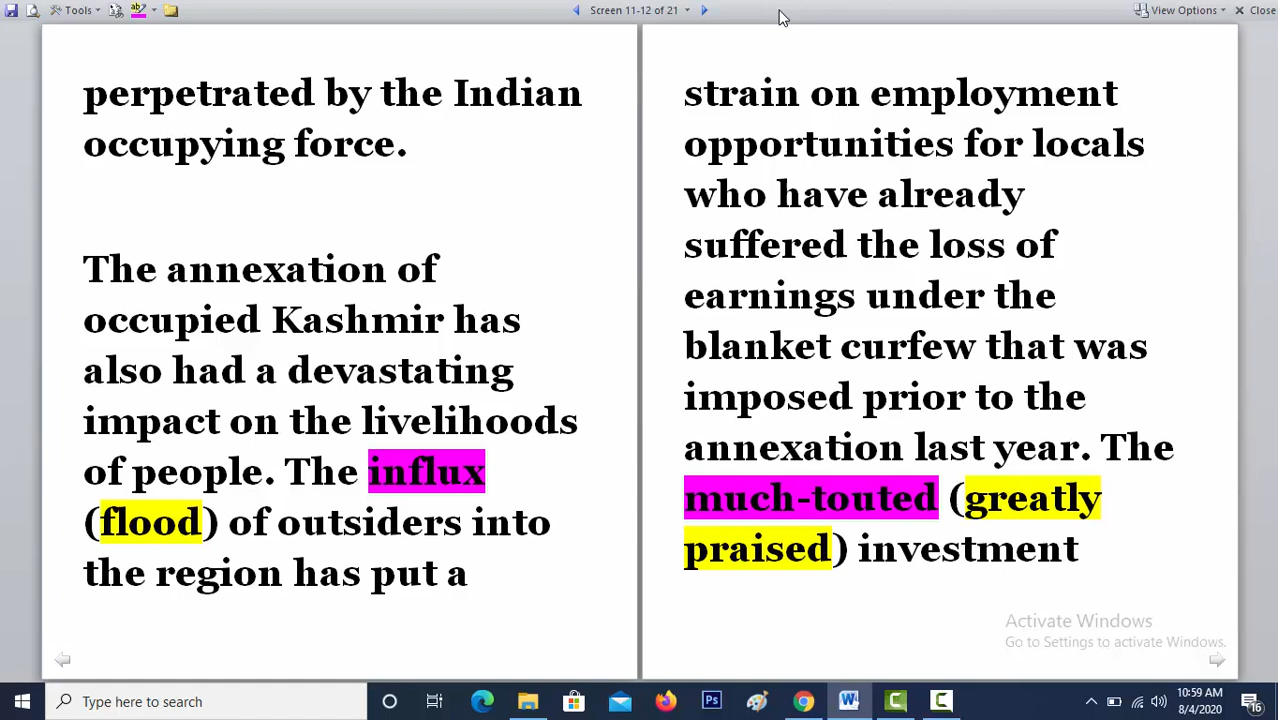 Tools
Screen 11-12 of 21
View Options
Close
perpetrated by the Indian
occupying force.
The annexation of
occupied Kashmir has
also had a devastating
impact on the livelihoods
of people. The influx
(flood) of outsiders into
the region has put a
strain on employment
opportunities for locals
who have already
suffered the loss of
earnings under the
blanket curfew that was
imposed prior to the
annexation last year. The
much-touted (greatly
praised) investment
Activate Windows
Go to Settings to activate Windows.
Type here to search
10:59 AM
8/4/2020
16